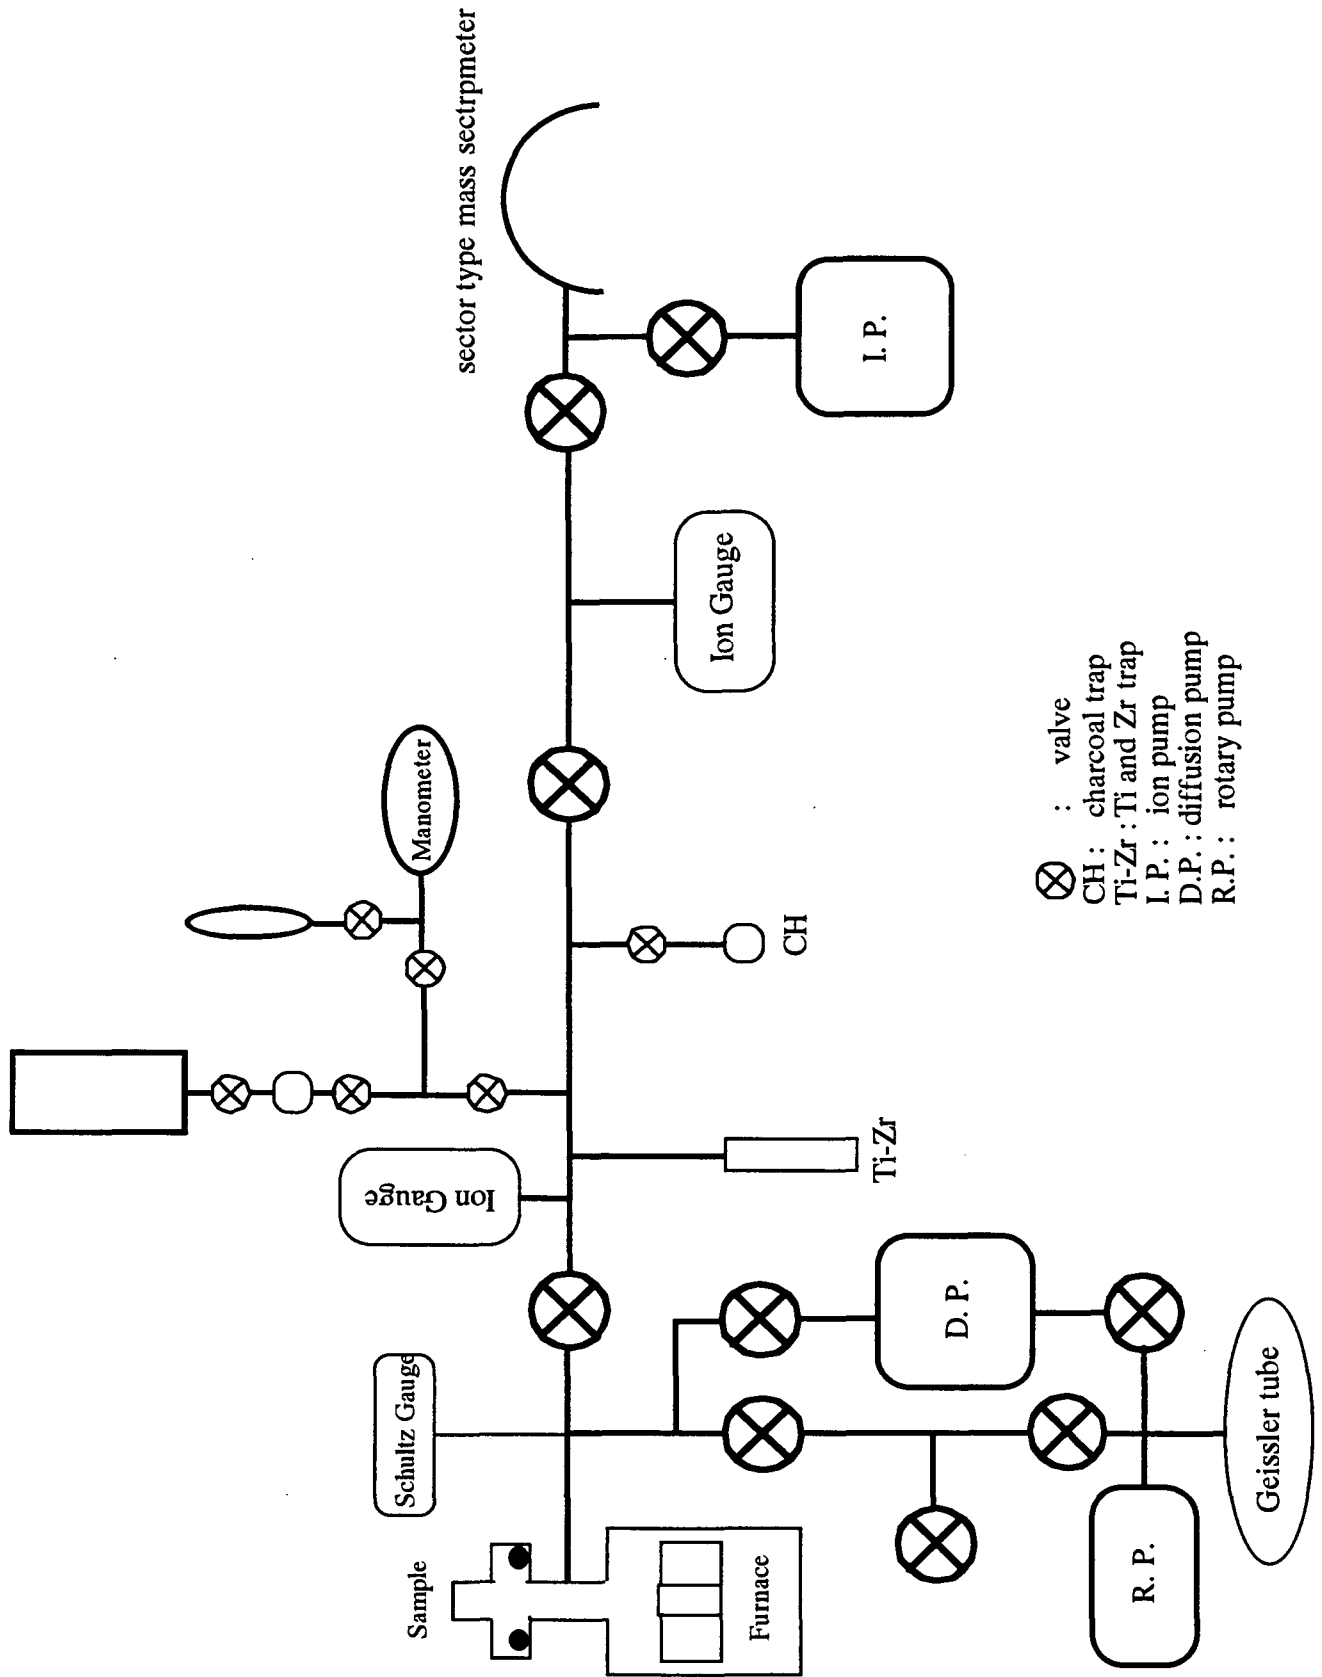 sector type mass sectrpmeter
I. P.
Ion Gauge
Manometer
CH
Ion Gauge
Ti-Zr
Schultz Gauge
D. P.
Sample
Furnace
R. P.
Geissler tube
: valve
CH : charcoal trap
Ti-Zr : Ti and Zr trap
I. P. : ion pump
D.P. : diffusion pump
R.P. : rotary pump